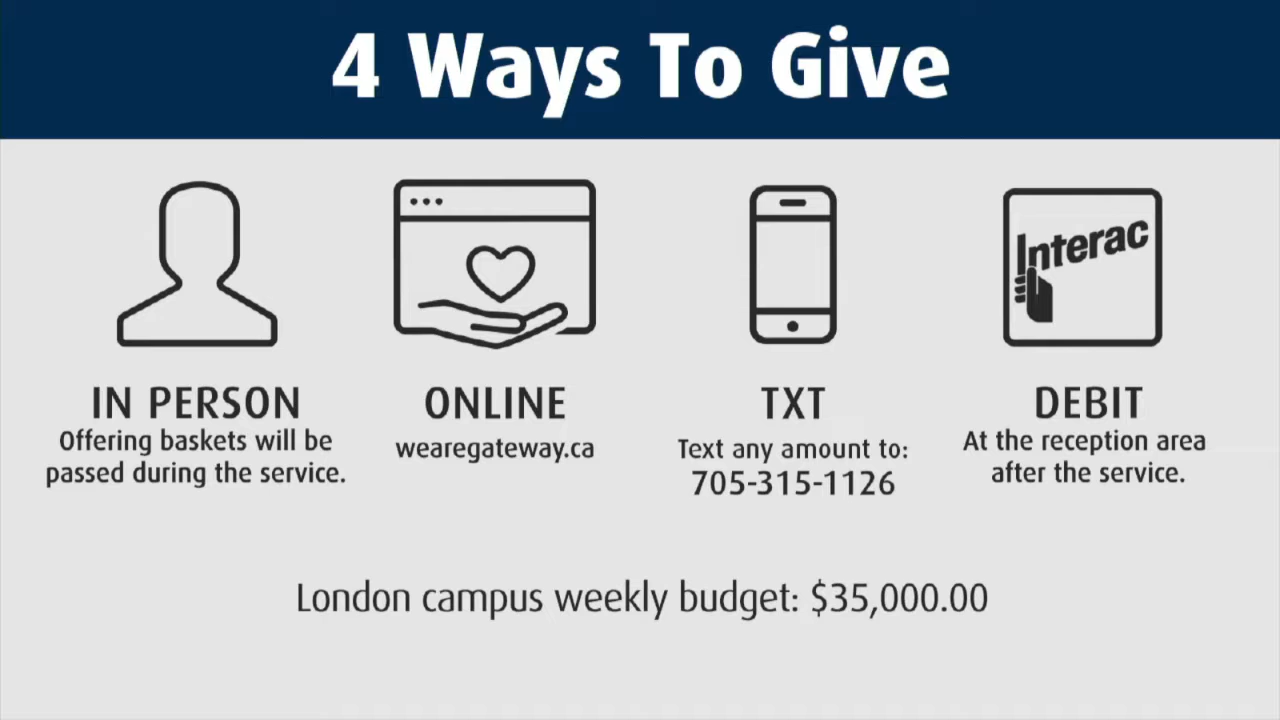 4 Ways To Give
Interac
IN PERSON
Offering baskets will be
passed during the service.
ONLINE
wearegateway.ca
TXT
Text any amount to:
705-315-1126
DEBIT
At the reception area
after the service.
London campus weekly budget: $35,000.00